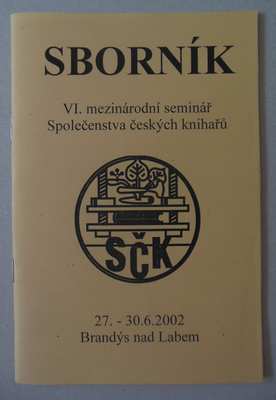 SBORNÍK
VI. mezinárodní seminář
Společenstva českých knihařů
SČK
27. - 30.6.2002
Brandýs nad Labem